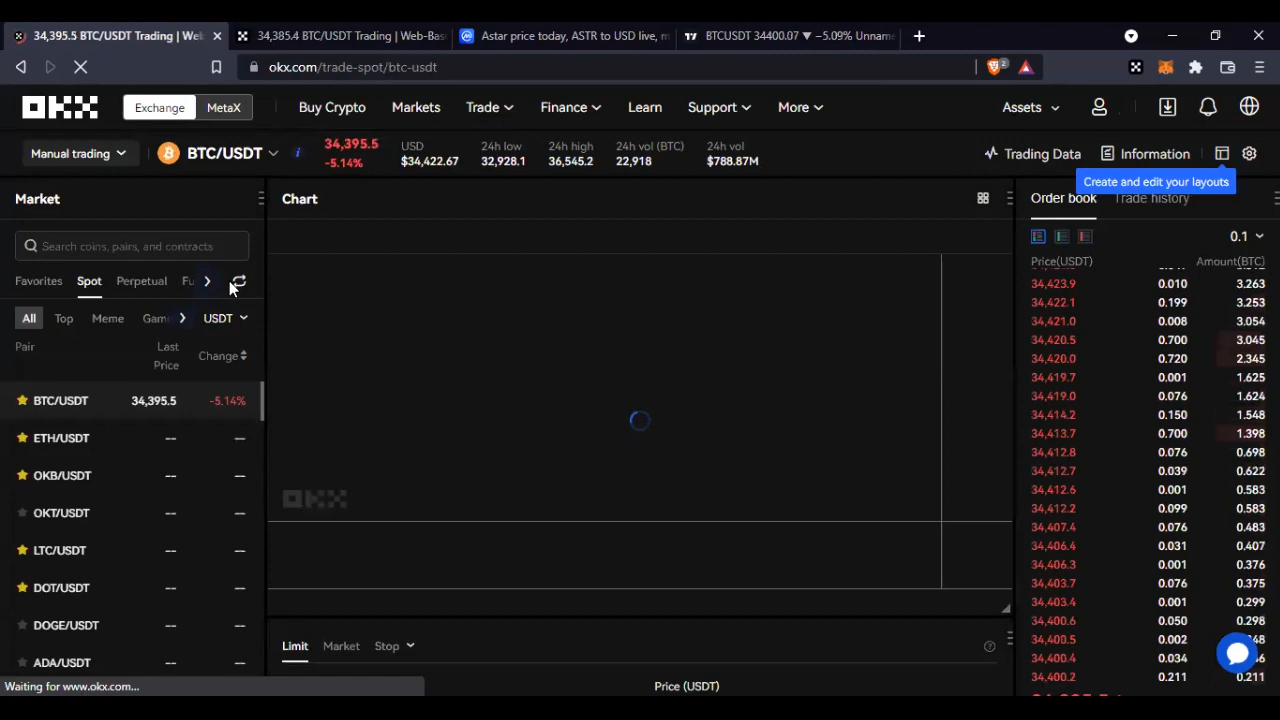 34,395.5 BTC/USDT Trading | Web
34,385.4 BTC/USDT Trading | Web-Base
Astar price today, ASTR to USD live, m
BTCUSDT 34400.07 ▼ −5.09% Unname
okx.com/trade-spot/btc-usdt
2
OKX
Exchange
MetaX
Buy Crypto
Markets
Trade
Finance
Learn
Support
More
Assets
Manual trading
BTC/USDT
34,395.5
-5.14%
USD
$34,422.67
24h low
32,928.1
24h high
36,545.2
24h vol (BTC)
22,918
24h vol
$788.87M
Trading Data
Information
Create and edit your layouts
Market
Search coins, pairs, and contracts
Favorites
Spot
Perpetual
Fu
All
Top
Meme
Gam
USDT
Pair
Last
Price
Change
BTC/USDT 34,395.5 -5.14%
ETH/USDT -- --
OKB/USDT -- --
OKT/USDT -- --
LTC/USDT -- --
DOT/USDT -- --
DOGE/USDT -- --
ADA/USDT -- --
Waiting for www.okx.com...
Chart
OKX
Limit
Market
Stop
Price (USDT)
Order book
Trade history
0.1
Price(USDT) Amount(BTC)
34,423.9 0.010 3.263
34,422.1 0.199 3.253
34,421.0 0.008 3.054
34,420.5 0.700 3.045
34,420.0 0.720 2.345
34,419.7 0.001 1.625
34,419.0 0.076 1.624
34,414.2 0.150 1.548
34,413.7 0.700 1.398
34,412.8 0.076 0.698
34,412.7 0.039 0.622
34,412.6 0.001 0.583
34,412.2 0.099 0.583
34,407.4 0.076 0.483
34,406.4 0.031 0.407
34,406.3 0.001 0.376
34,403.7 0.076 0.375
34,403.4 0.001 0.299
34,400.6 0.050 0.298
34,400.5 0.002
34,400.4 0.034
34,400.2 0.211 0.211